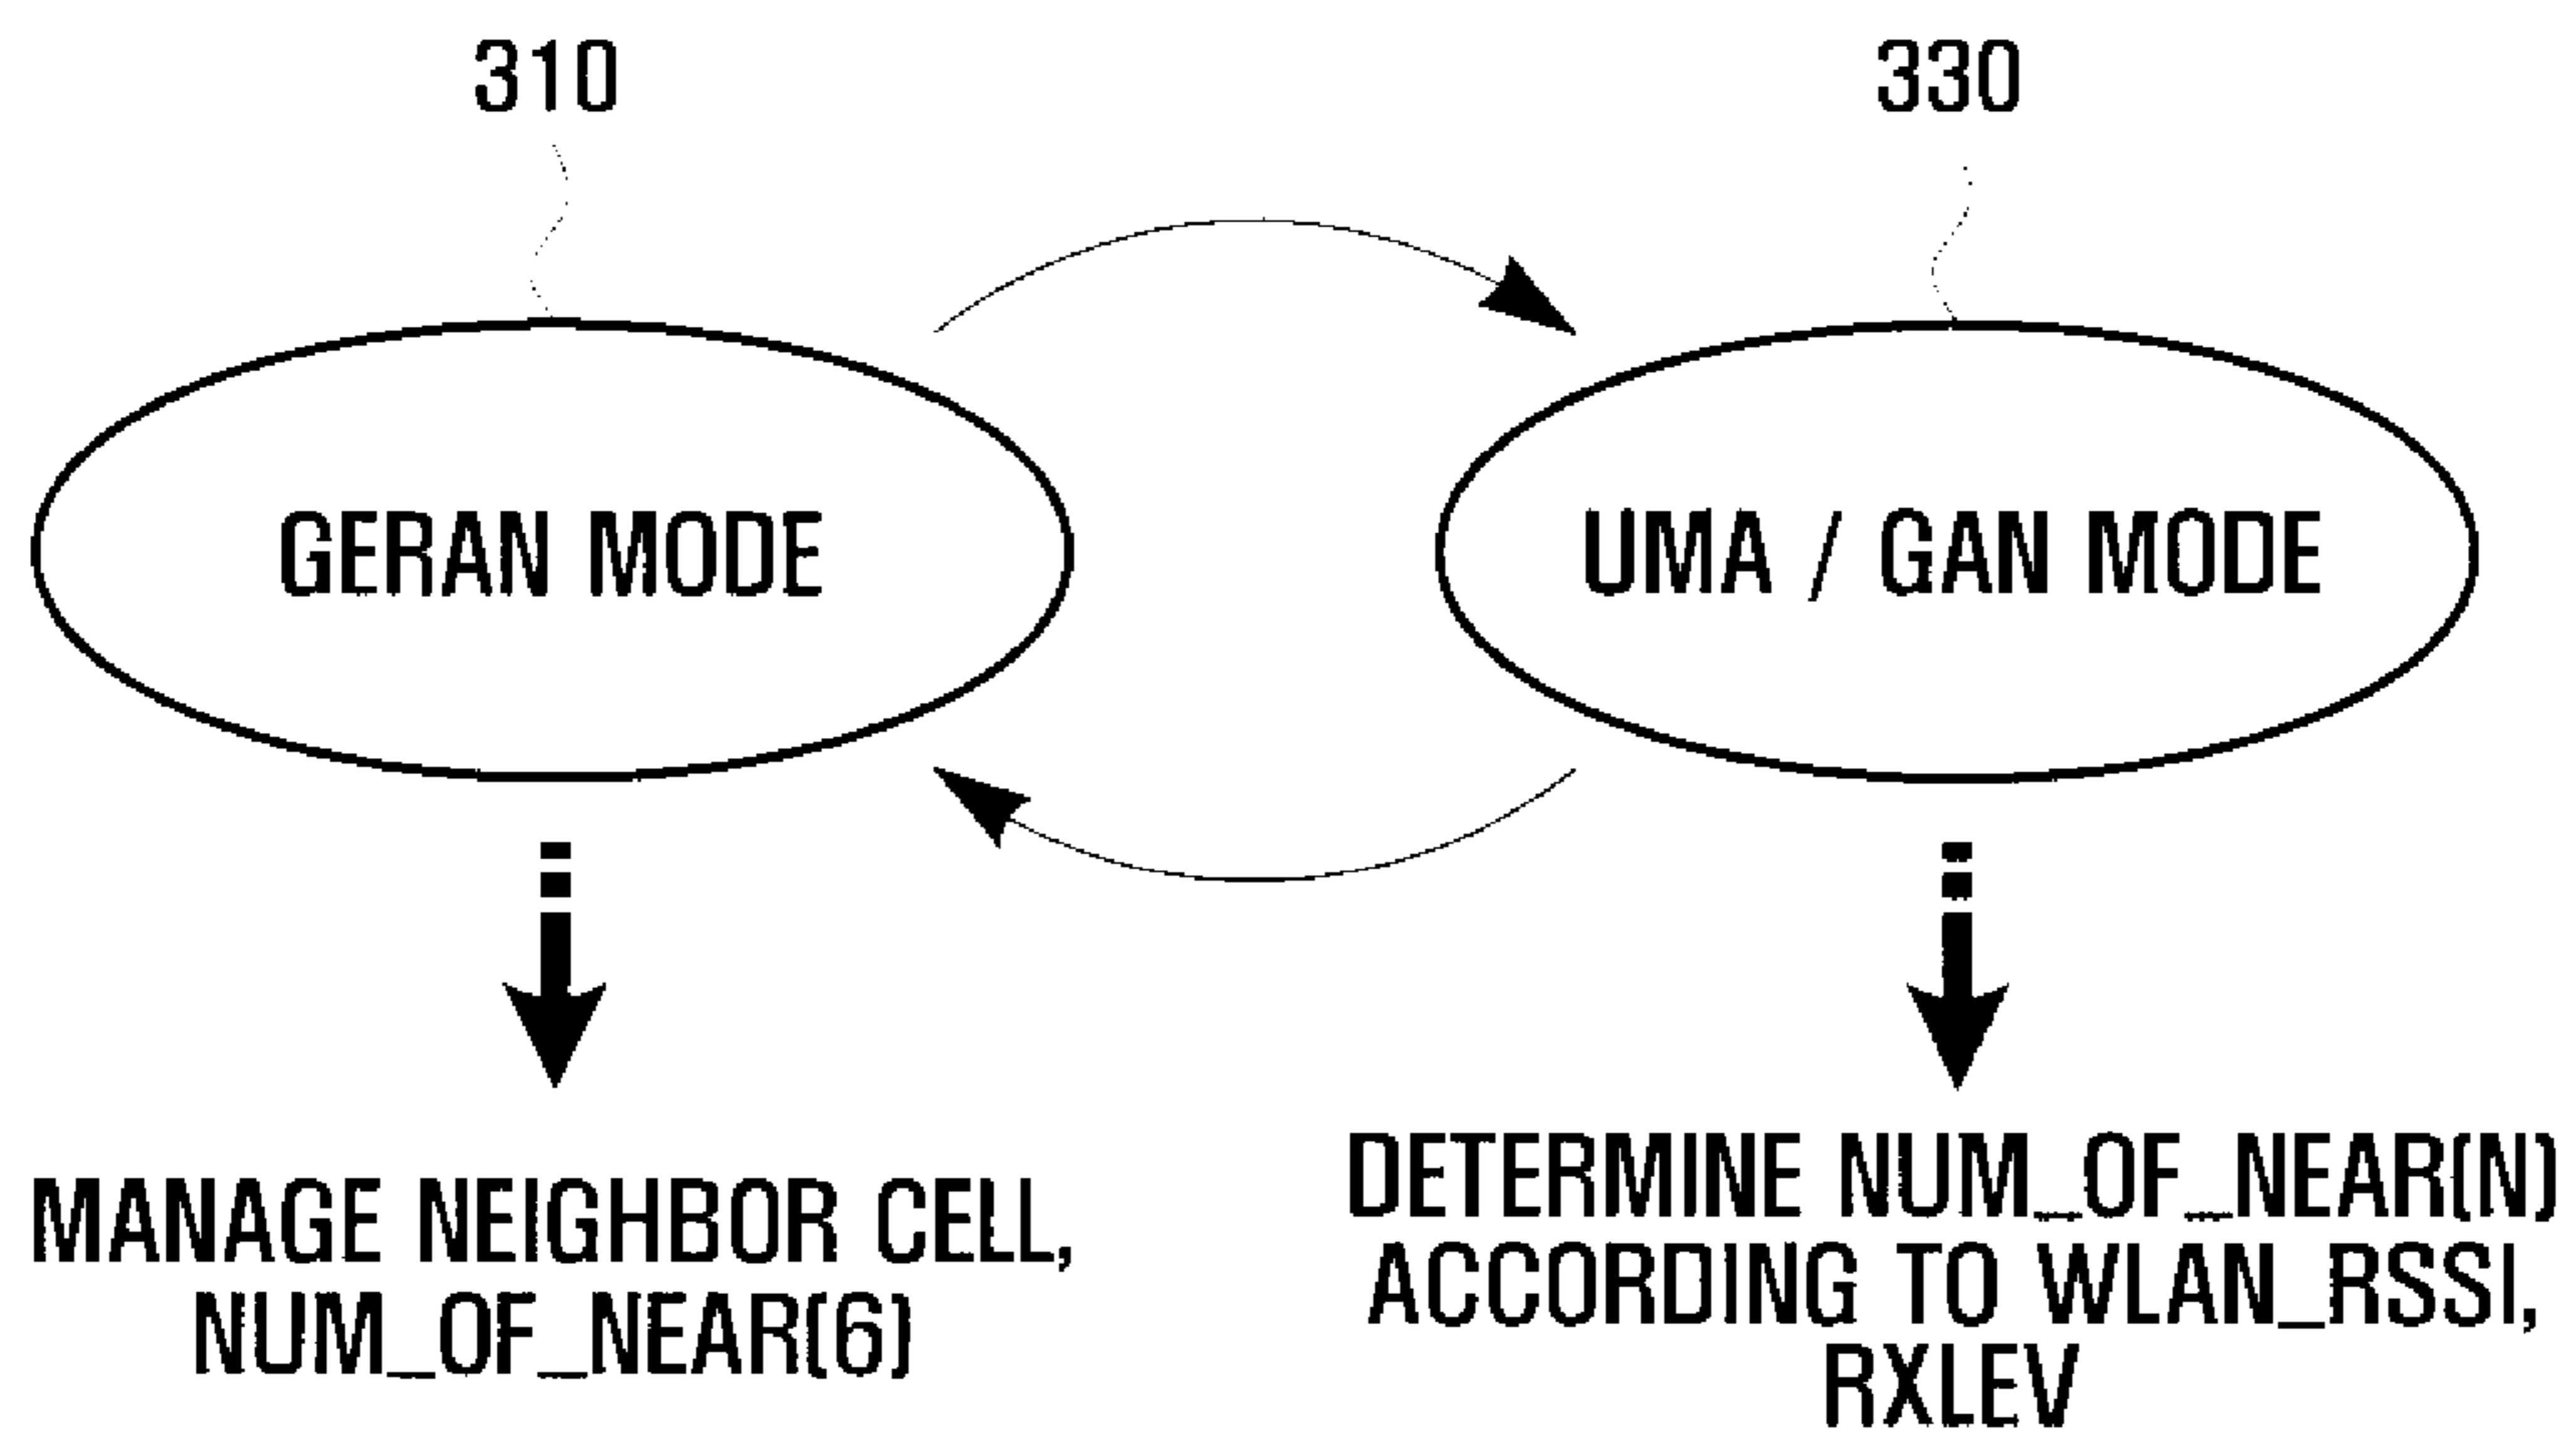 310
330
GERAN MODE
UMA / GAN MODE
MANAGE NEIGHBOR CELL,
NUM_OF_NEAR(6)
DETERMINE NUM_OF_NEAR(N)
ACCORDING TO WLAN_RSSI,
RXLEV